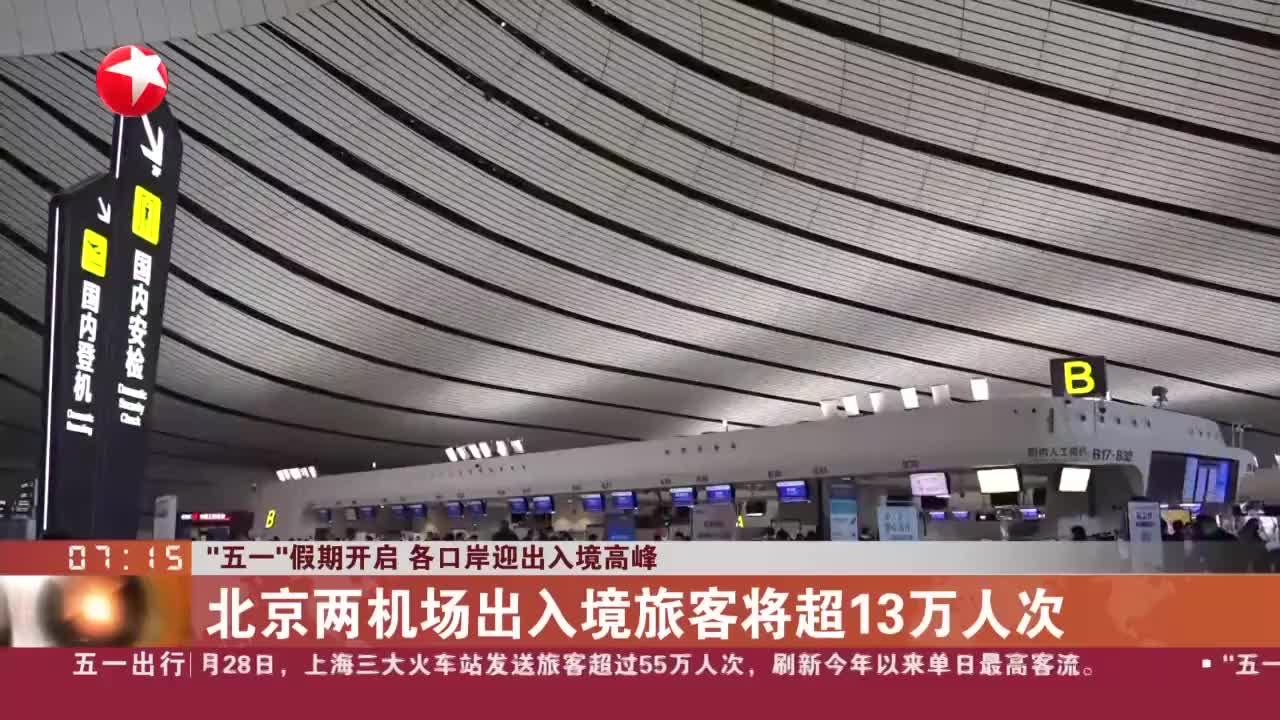 国内安检
国内登机
B
B17-B32
B
07:15
"五一"假期开启 各口岸迎出入境高峰
北京两机场出入境旅客将超13万人次
五一出行 月28日，上海三大火车站发送旅客超过55万人次，刷新今年以来单日最高客流。 ▪"五一